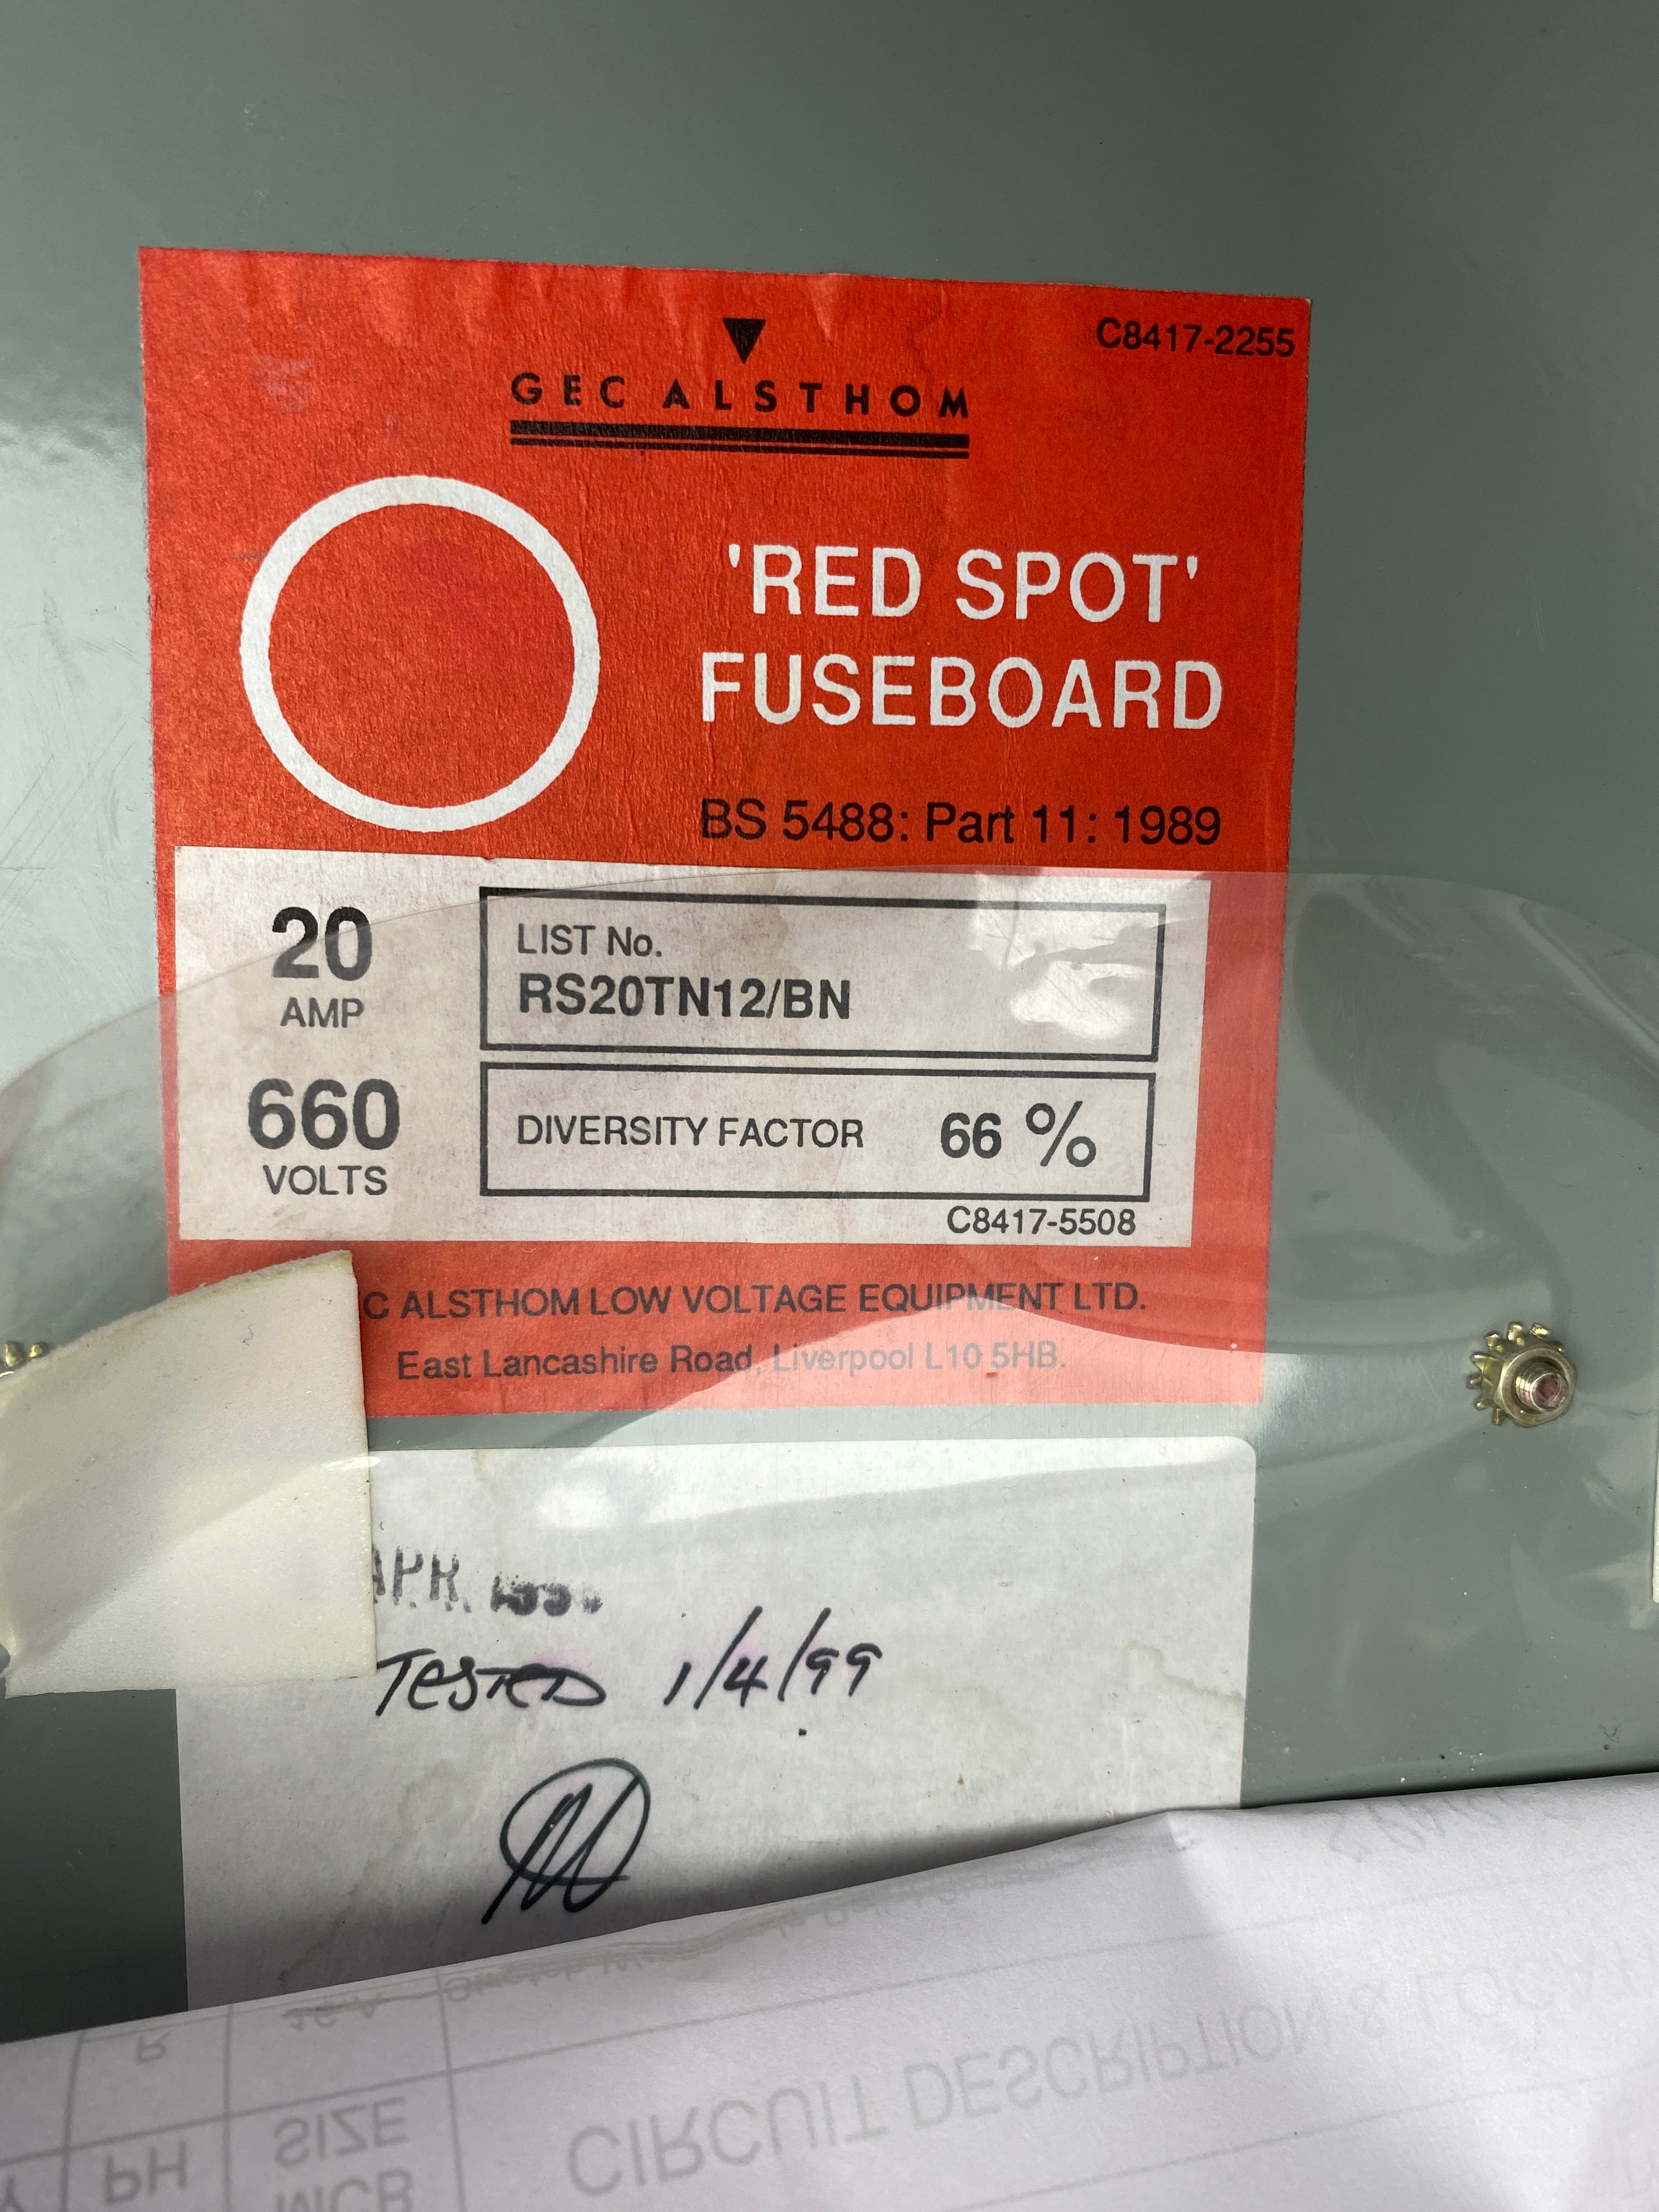 C8417-2255
GEC ALSTHOM
'RED SPOT'
FUSEBOARD
BS 5488: Part 11: 1989
20
AMP
LIST No.
RS20TN12/BN
660
VOLTS
DIVERSITY FACTOR 66 %
C8417-5508
C ALSTHOM LOW VOLTAGE EQUIPMENT LTD.
East Lancashire Road, Liverpool L10 5HB.
APR
TESTED 1/4/99
R
CIRCUIT DESCRIPTION & LOCAT
PH
SIZE
MCB